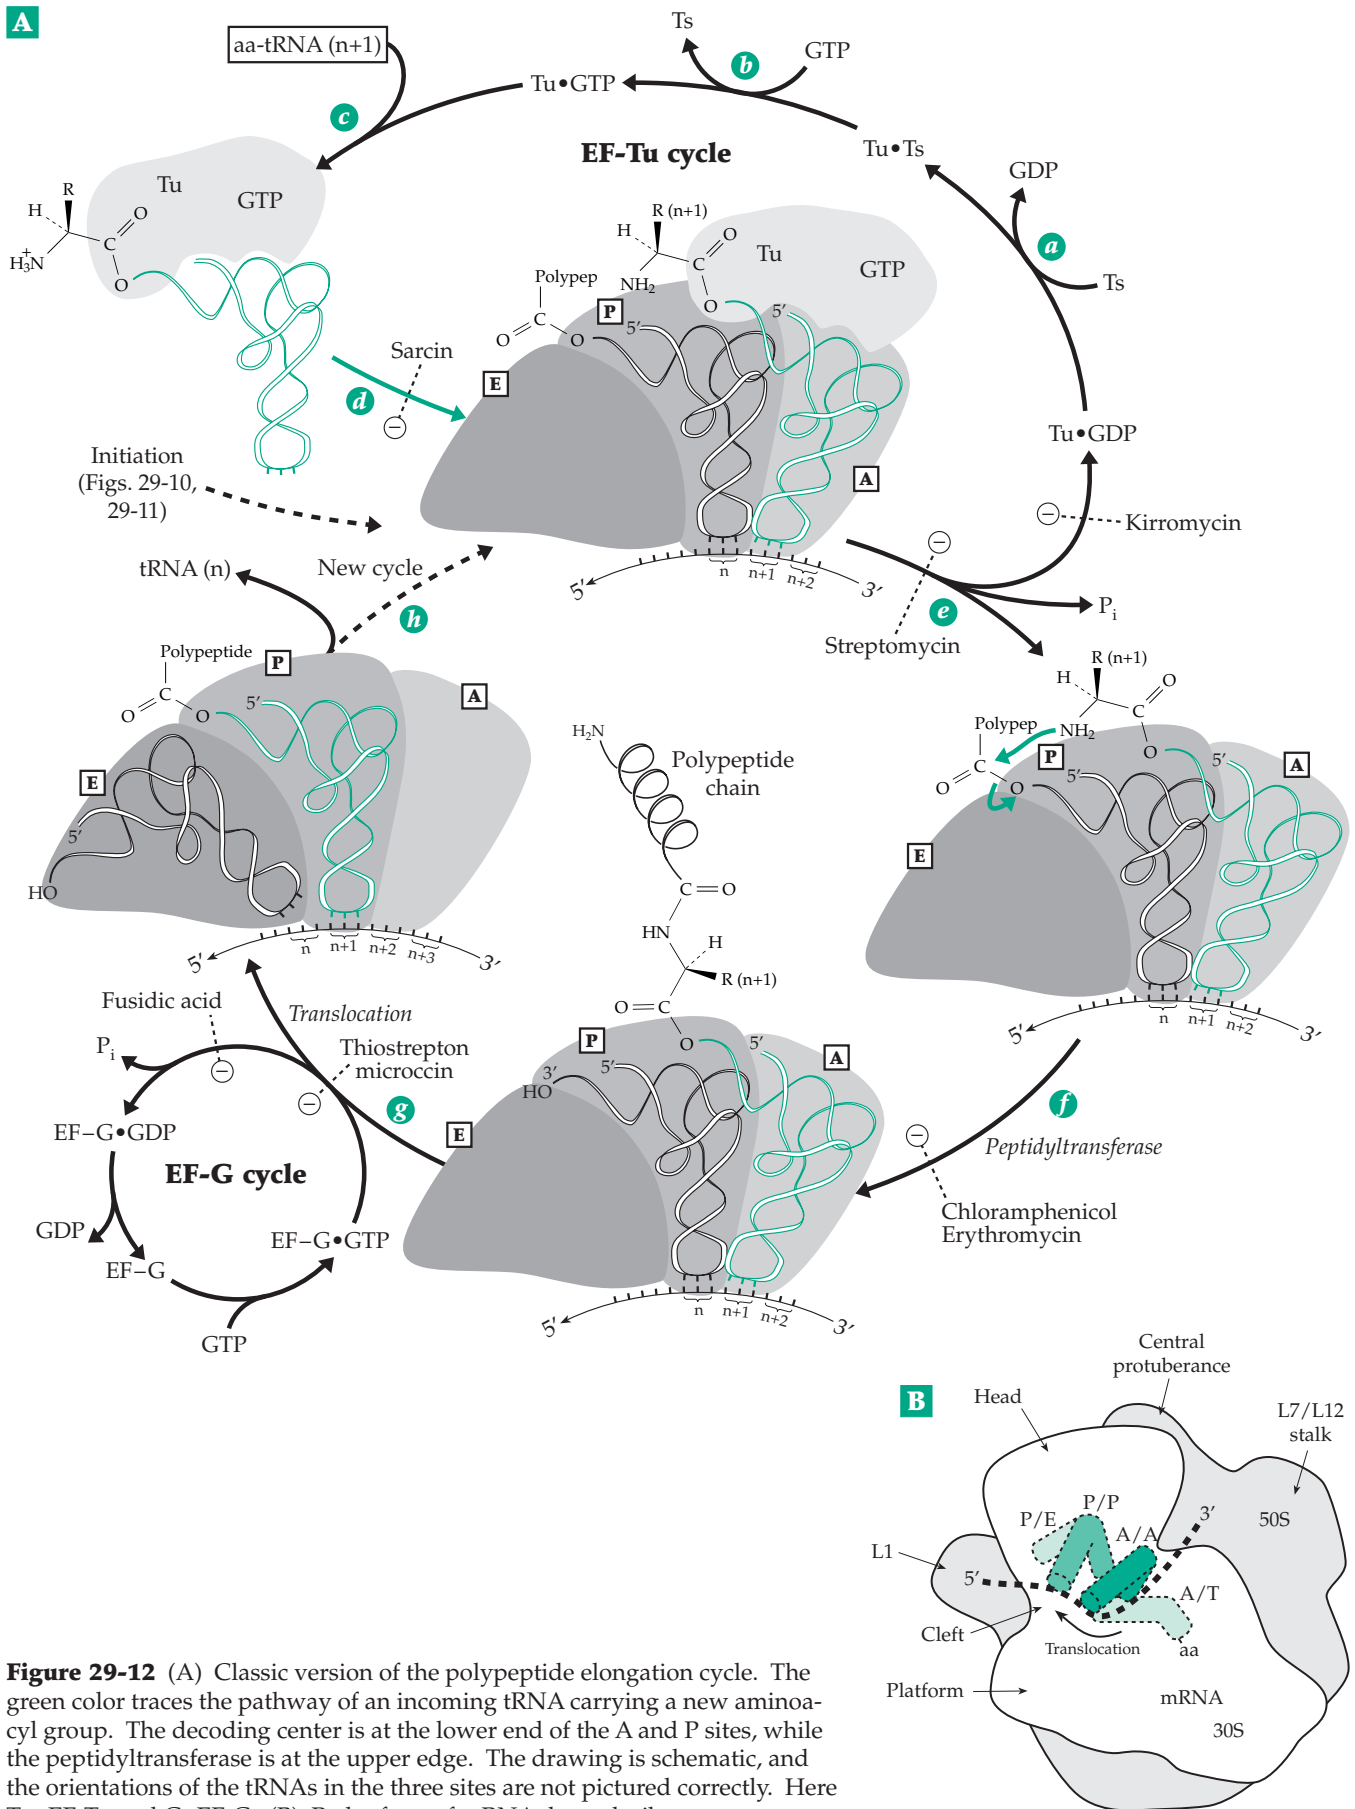 A
aa-tRNA (n+1)
Ts
b
GTP
Tu•GTP
c
EF-Tu cycle
Tu•Ts
GDP
a
Ts
Tu•GDP
Tu
GTP
R
H
O
C
H3N
+
O
Sarcin
d
−
R (n+1)
H
O
C
Tu
GTP
Polypep
NH2
O
P
5′
5′
C
O
O
E
A
n
n+1
n+2
5′
3′
Initiation
(Figs. 29-10,
29-11)
tRNA (n)
New cycle
h
−
Kirromycin
−
e
Pi
Streptomycin
Polypeptide
P
C
O
O
5′
A
E
5′
HO
n
n+1
n+2
n+3
5′
3′
H2N
Polypeptide
chain
C=O
HN
H
R (n+1)
O=C
O
R (n+1)
H
O
C
Polypep
NH2
O
P
5′
5′
A
C
O
O
E
n
n+1
n+2
5′
3′
Fusidic acid
−
Translocation
Thiostrepton
microccin
−
g
Pi
EF–G•GDP
EF-G cycle
GDP
EF–G
EF–G•GTP
GTP
P
3′
HO
5′
5′
A
E
n
n+1
n+2
5′
3′
f
Peptidyltransferase
−
Chloramphenicol
Erythromycin
B
Central
protuberance
Head
L7/L12
stalk
P/P
P/E
A/A
3′
50S
L1
5′
A/T
Cleft
Translocation
aa
Platform
mRNA
30S
Figure 29-12 (A) Classic version of the polypeptide elongation cycle. The
green color traces the pathway of an incoming tRNA carrying a new aminoa-
cyl group. The decoding center is at the lower end of the A and P sites, while
the peptidyltransferase is at the upper edge. The drawing is schematic, and
the orientations of the tRNAs in the three sites are not pictured correctly. Here